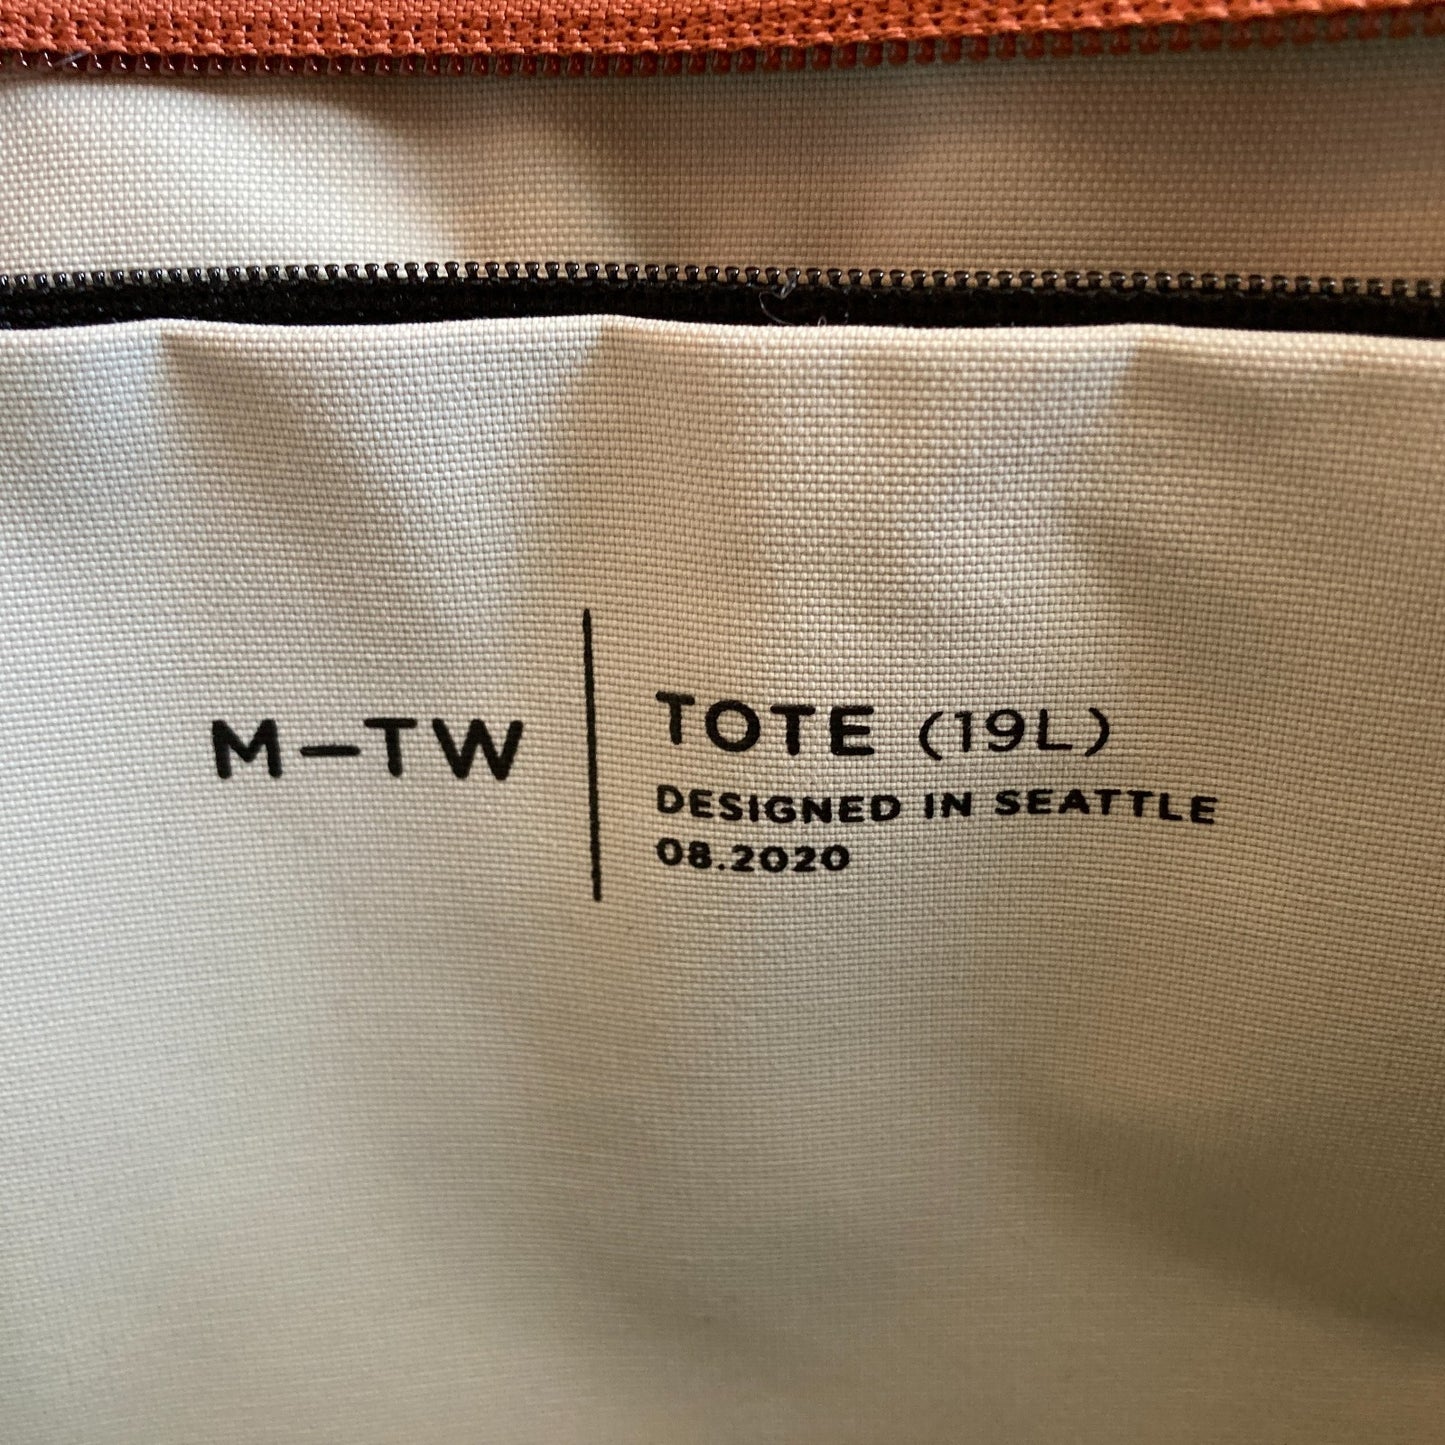 M–TW
TOTE (19L)
DESIGNED IN SEATTLE
08.2020